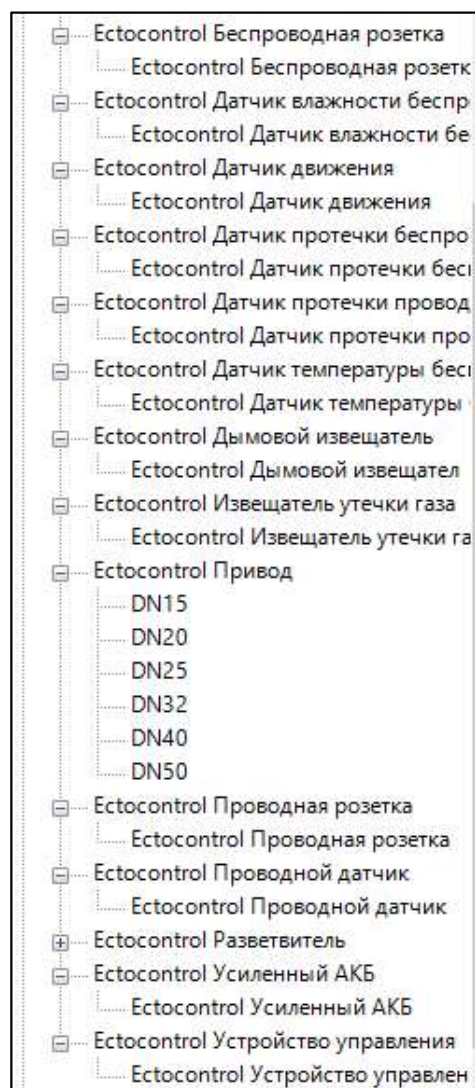 Ectocontrol Беспроводная розетка
Ectocontrol Беспроводная розетк
Ectocontrol Датчик влажности беспр
Ectocontrol Датчик влажности бе
Ectocontrol Датчик движения
Ectocontrol Датчик движения
Ectocontrol Датчик протечки беспро
Ectocontrol Датчик протечки бес
Ectocontrol Датчик протечки провод
Ectocontrol Датчик протечки про
Ectocontrol Датчик температуры бес
Ectocontrol Датчик температуры
Ectocontrol Дымовой извещатель
Ectocontrol Дымовой извещател
Ectocontrol Извещатель утечки газа
Ectocontrol Извещатель утечки га
Ectocontrol Привод
DN15
DN20
DN25
DN32
DN40
DN50
Ectocontrol Проводная розетка
Ectocontrol Проводная розетка
Ectocontrol Проводной датчик
Ectocontrol Проводной датчик
Ectocontrol Разветвитель
Ectocontrol Усиленный АКБ
Ectocontrol Усиленный АКБ
Ectocontrol Устройство управления
Ectocontrol Устройство управлен